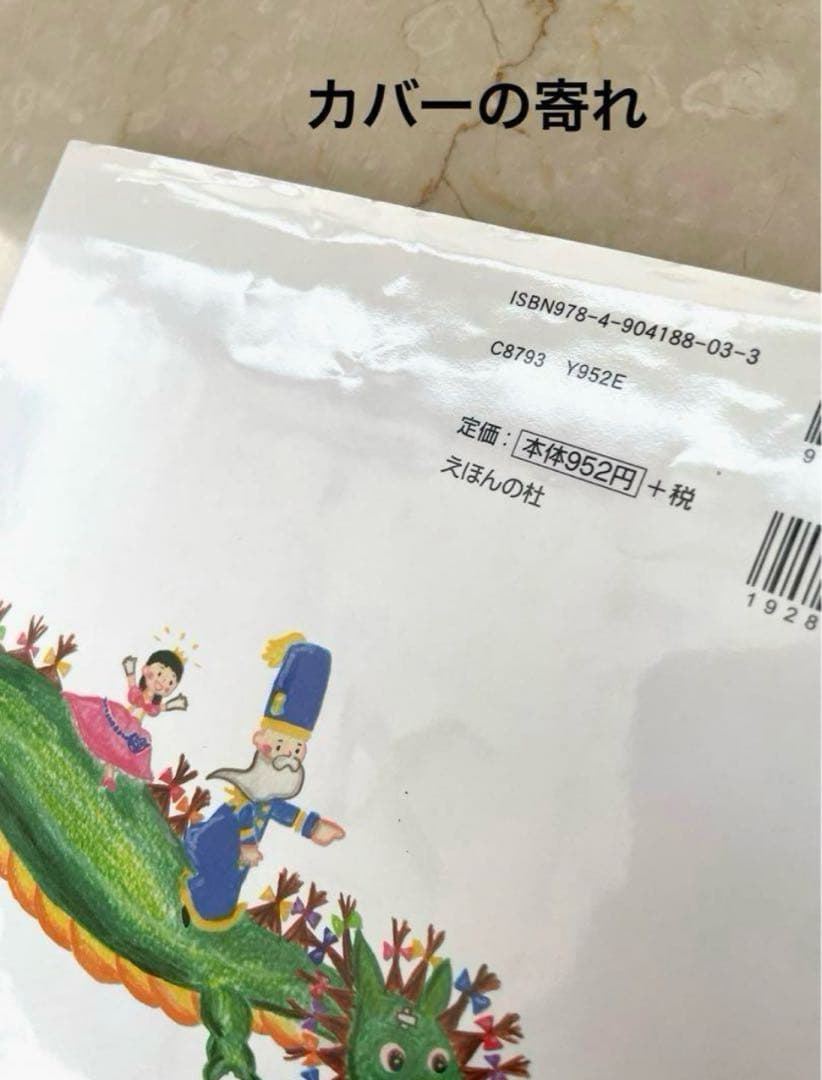 カバーの寄れ
ISBN978-4-904188-03-3
C8793 Y952E
定価：本体952円＋税
えほんの杜
9
1928